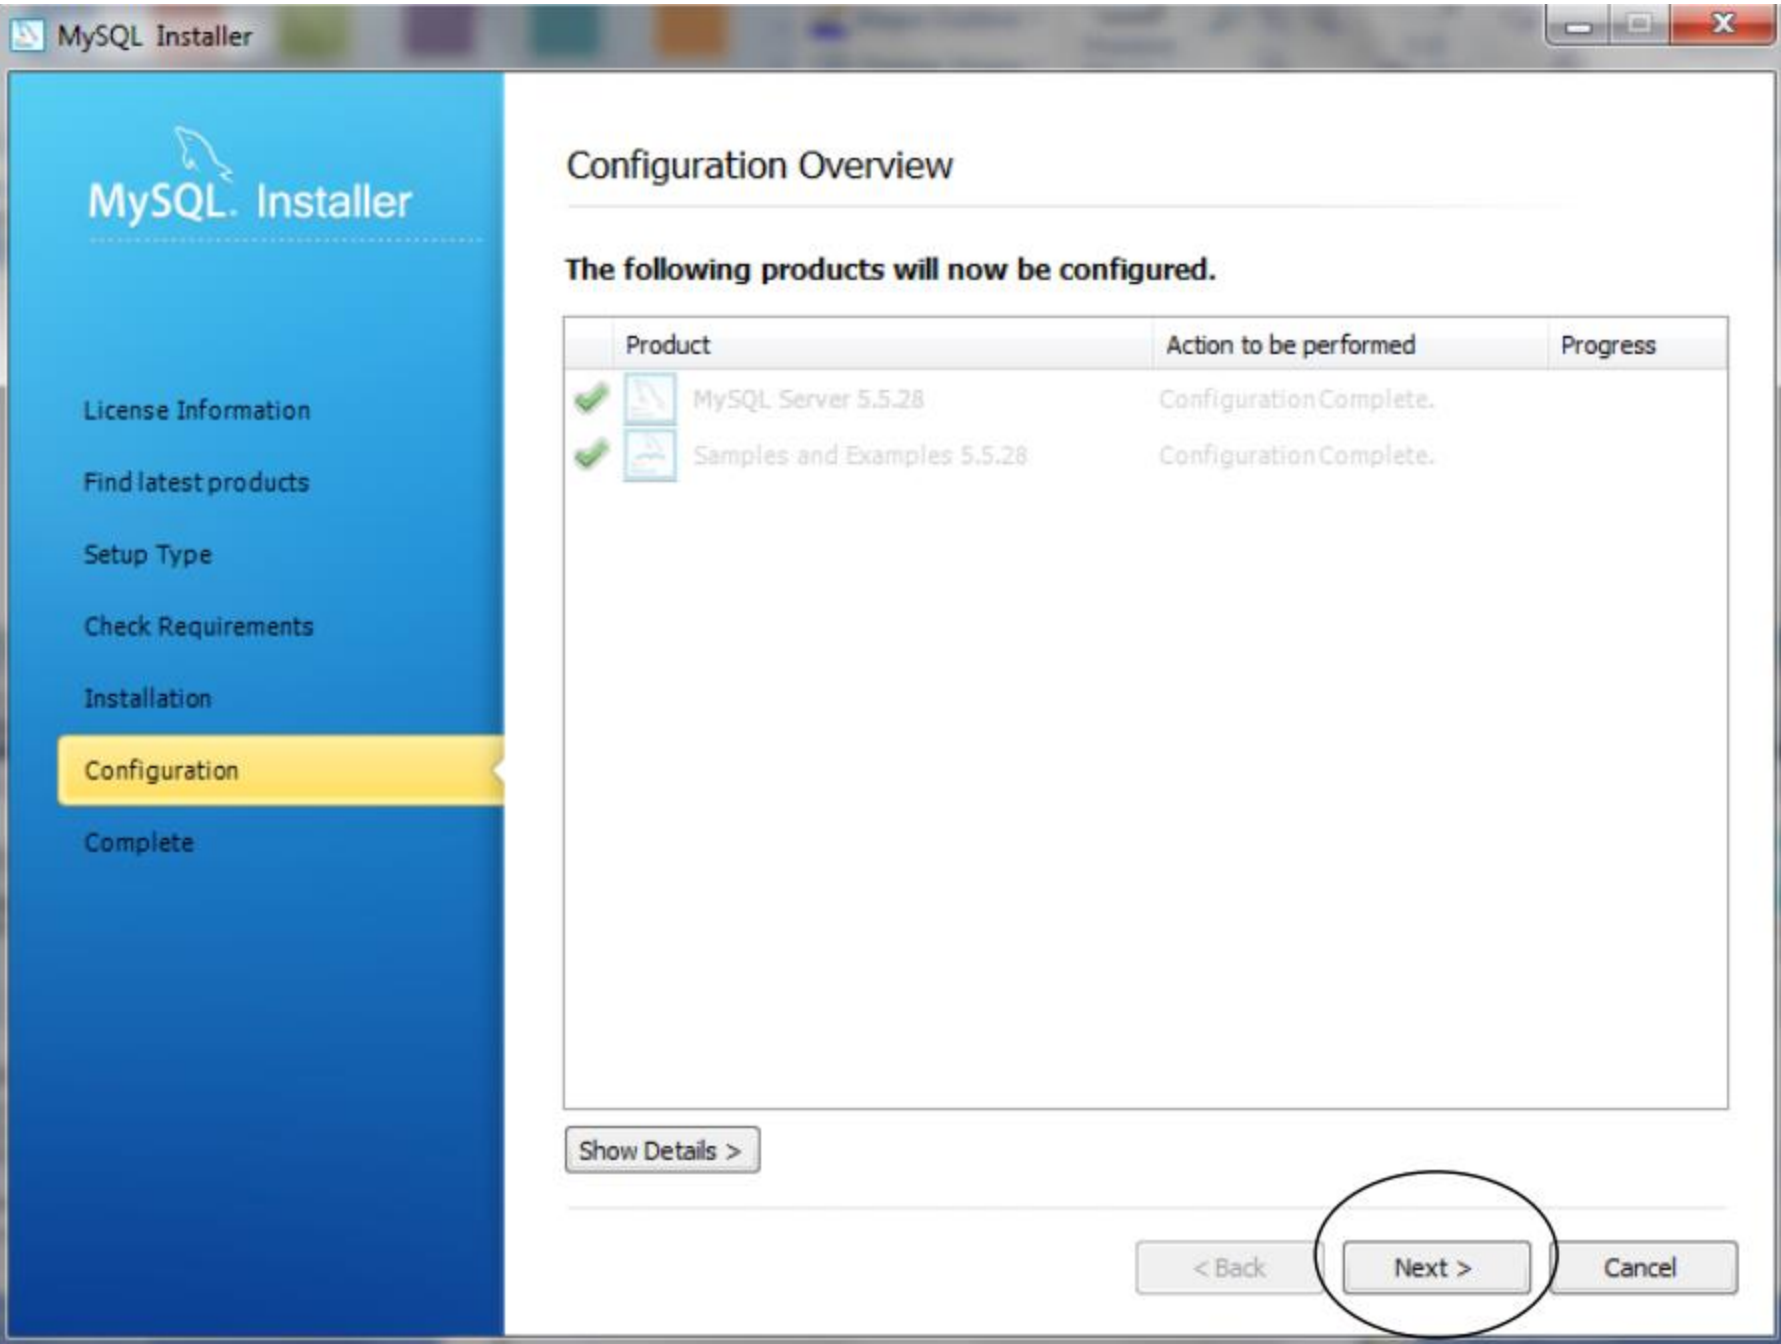 MySQL Installer
MySQL. Installer
License Information
Find latest products
Setup Type
Check Requirements
Installation
Configuration
Complete
Configuration Overview
The following products will now be configured.
Product Action to be performed Progress
MySQL Server 5.5.28 Configuration Complete.
Samples and Examples 5.5.28 Configuration Complete.
Show Details >
< Back Next > Cancel